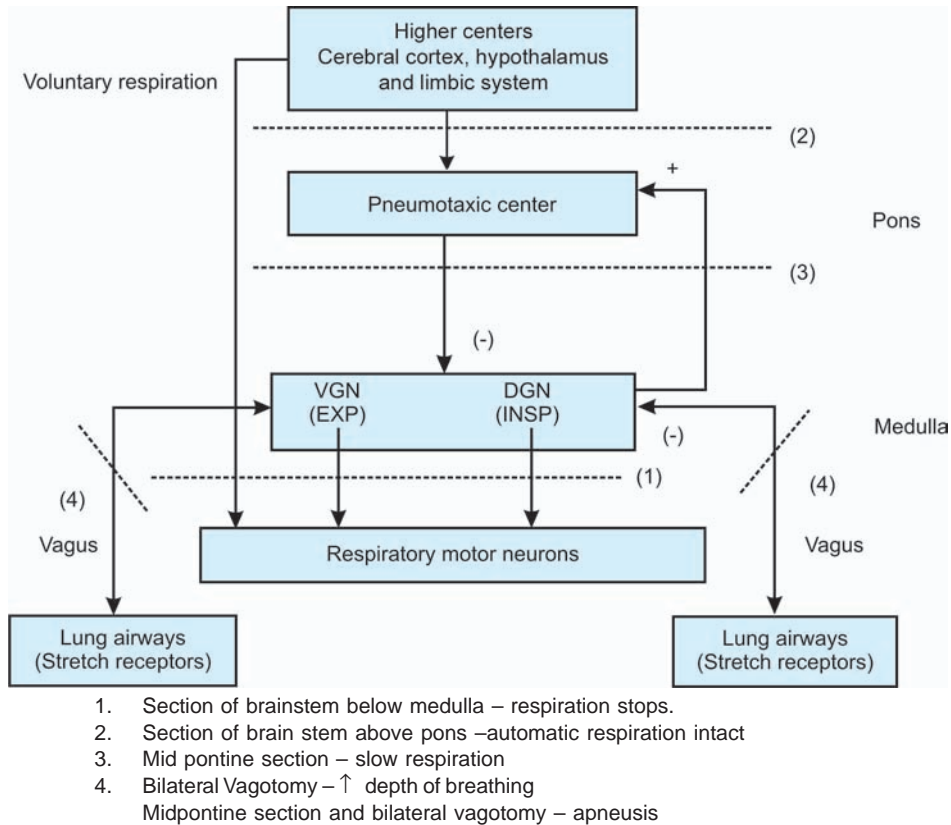 Higher centers
Cerebral cortex, hypothalamus
and limbic system
Voluntary respiration
(2)
+
Pneumotaxic center
Pons
(3)
(-)
VGN
(EXP)
DGN
(INSP)
(-)
Medulla
(1)
(4)
(4)
Vagus
Vagus
Respiratory motor neurons
Lung airways
(Stretch receptors)
Lung airways
(Stretch receptors)
1. Section of brainstem below medulla – respiration stops.
2. Section of brain stem above pons –automatic respiration intact
3. Mid pontine section – slow respiration
4. Bilateral Vagotomy – ↑ depth of breathing
Midpontine section and bilateral vagotomy – apneusis